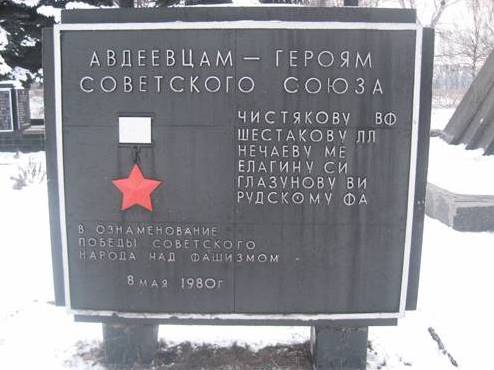 АВДЕЕВЦАМ — ГЕРОЯМ
СОВЕТСКОГО СОЮЗА
ЧИСТЯКОВУ ВФ
ШЕСТАКОВУ ЛЛ
НЕЧАЕВУ МЕ
ЕЛАГИНУ СИ
ГЛАЗУНОВУ ВИ
РУДСКОМУ ФА
В ОЗНАМЕНОВАНИЕ
ПОБЕДЫ СОВЕТСКОГО
НАРОДА НАД ФАШИЗМОМ
8 МАЯ 1980г